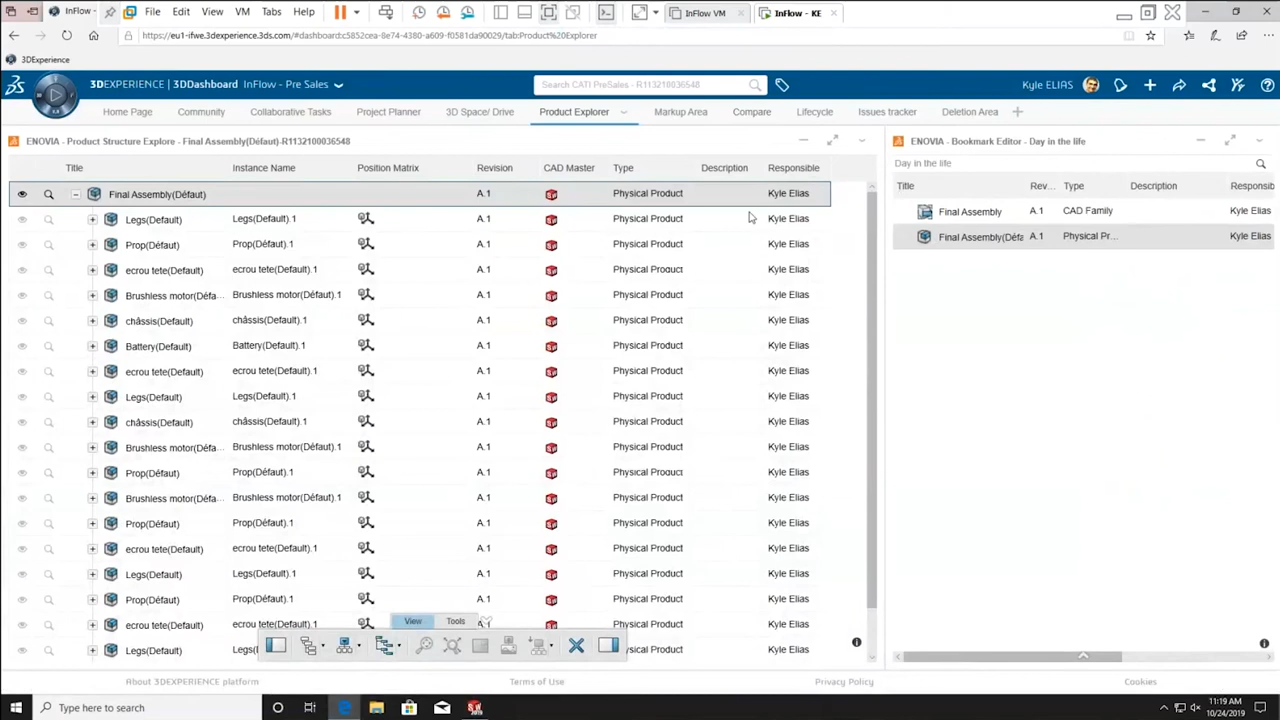 InFlow - File Edit View VM Tabs Help InFlow VM InFlow - KE
https://eu1-ifwe.3dexperience.3ds.com/#dashboard:c5852cea-8e74-4380-a609-f0581da90029/tab:Product%20Explorer
3DExperience
3DEXPERIENCE | 3DDashboard InFlow - Pre Sales Search CATI PreSales - R1132100036548 Kyle ELIAS
Home Page Community Collaborative Tasks Project Planner 3D Space/ Drive Product Explorer Markup Area Compare Lifecycle Issues tracker Deletion Area
ENOVIA - Product Structure Explore - Final Assembly(Défaut)-R1132100036548
Title Instance Name Position Matrix Revision CAD Master Type Description Responsible
Final Assembly(Défaut) A.1 Physical Product Kyle Elias
Legs(Default) Legs(Default).1 A.1 Physical Product Kyle Elias
Prop(Défaut) Prop(Défaut).1 A.1 Physical Product Kyle Elias
ecrou tete(Default) ecrou tete(Default).1 A.1 Physical Product Kyle Elias
Brushless motor(Défa... Brushless motor(Défaut).1 A.1 Physical Product Kyle Elias
châssis(Default) châssis(Default).1 A.1 Physical Product Kyle Elias
Battery(Default) Battery(Default).1 A.1 Physical Product Kyle Elias
ecrou tete(Default) ecrou tete(Default).1 A.1 Physical Product Kyle Elias
Legs(Default) Legs(Default).1 A.1 Physical Product Kyle Elias
châssis(Default) châssis(Default).1 A.1 Physical Product Kyle Elias
Brushless motor(Défa... Brushless motor(Défaut).1 A.1 Physical Product Kyle Elias
Prop(Défaut) Prop(Défaut).1 A.1 Physical Product Kyle Elias
Brushless motor(Défa... Brushless motor(Défaut).1 A.1 Physical Product Kyle Elias
Prop(Défaut) Prop(Défaut).1 A.1 Physical Product Kyle Elias
ecrou tete(Default) ecrou tete(Default).1 A.1 Physical Product Kyle Elias
Legs(Default) Legs(Default).1 A.1 Physical Product Kyle Elias
Prop(Défaut) Prop(Défaut).1 A.1 Physical Product Kyle Elias
ecrou tete(Default) ecrou tete(Default).1 Physical Product Kyle Elias
Legs(Default) Physical Product Kyle Elias
View Tools
ENOVIA - Bookmark Editor - Day in the life
Day in the life
Title Rev... Type Description Responsib
Final Assembly A.1 CAD Family Kyle Elias
Final Assembly(Défa A.1 Physical Pr... Kyle Elias
About 3DEXPERIENCE platform Terms of Use Privacy Policy Cookies
Type here to search
11:19 AM
10/24/2019